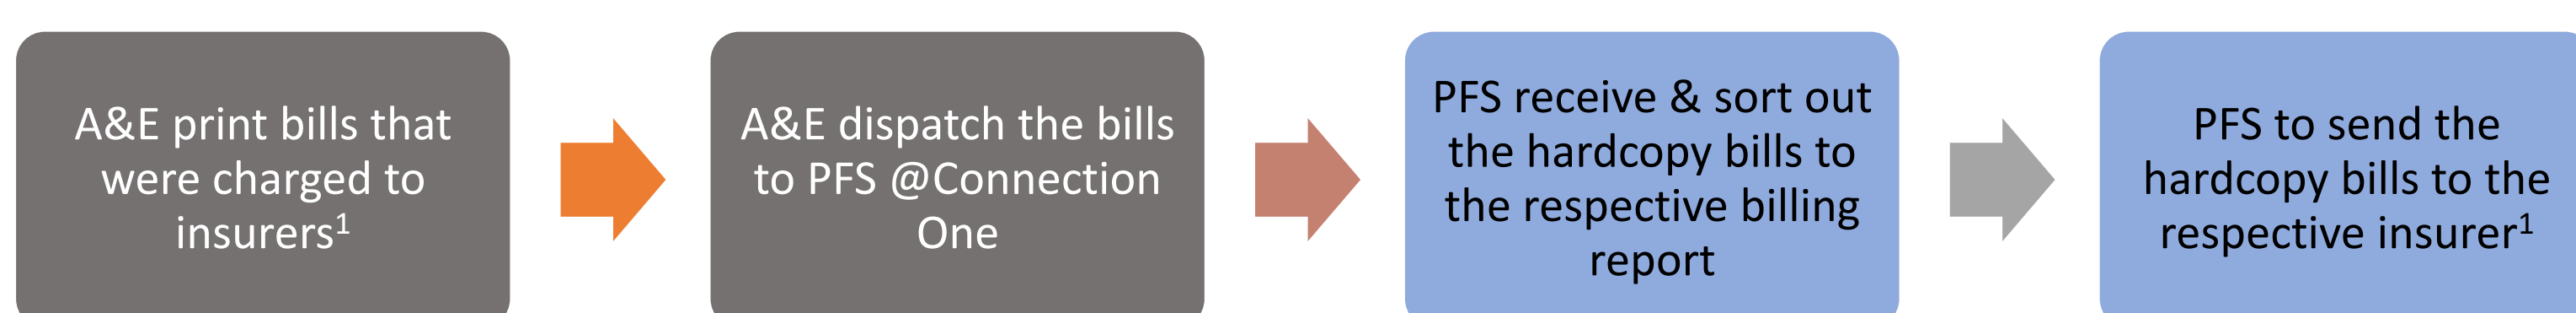 A&E print bills that
were charged to
insurers¹
A&E dispatch the bills
to PFS @Connection
One
PFS receive & sort out
the hardcopy bills to
the respective billing
report
PFS to send the
hardcopy bills to the
respective insurer¹